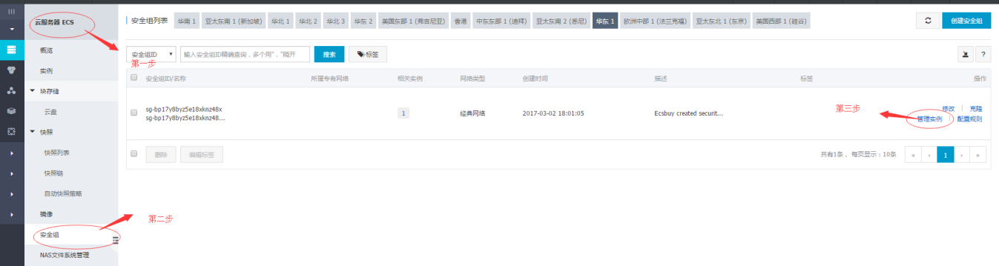 云服务器 ECS
概览
实例
块存储
云盘
快照
快照列表
快照链
自动快照策略
镜像
安全组
NAS文件系统管理
安全组列表 华南 1 亚太东南 1 (新加坡) 华北 1 华北 2 华北 3 华东 2 美国东部 1 (弗吉尼亚) 香港 中东东部 1 (迪拜) 亚太东南 2 (悉尼) 华东 1 欧洲中部 1 (法兰克福) 亚太东北 1 (东京) 美国西部 1 (硅谷) 创建安全组
安全组ID 输入安全组ID精确查询，多个用“，”隔开 搜索 标签 ?
第一步
安全组ID/名称 所属专有网络 相关实例 网络类型 创建时间 描述 标签 操作
sg-bp17y8byz5e18xknz48x
sg-bp17y8byz5e18xknz48... 1 经典网络 2017-03-02 18:01:05 Ecsbuy created securit...
第三步
修改 | 克隆
管理实例 | 配置规则
删除 编辑标签 共有1条， 每页显示：10条 « ‹ 1 › »
第二步